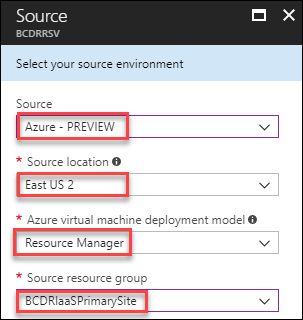 Source
BCDRRSV
Select your source environment
Source
Azure - PREVIEW
* Source location
East US 2
* Azure virtual machine deployment model
Resource Manager
* Source resource group
BCDRIaaSPrimarySite